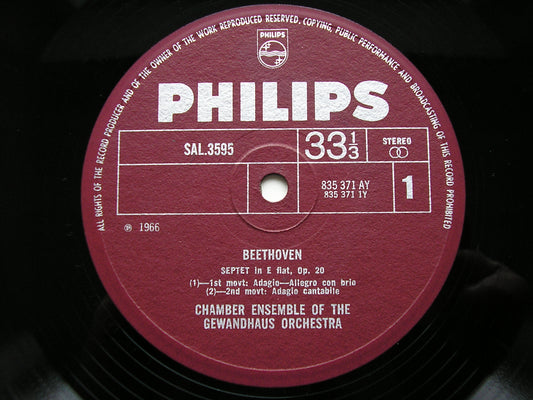 ALL RIGHTS OF THE RECORD PRODUCER AND OF THE OWNER OF THE WORK REPRODUCED RESERVED. COPYING, PUBLIC PERFORMANCE AND BROADCASTING OF THIS RECORD PROHIBITED
PHILIPS
PHILIPS
SAL.3595
33⅓
STEREO
835 371 AY
835 371 1Y
1
℗ 1966
BEETHOVEN
SEPTET in E flat, Op. 20
(1)—1st movt: Adagio—Allegro con brio
(2)—2nd movt: Adagio cantabile
CHAMBER ENSEMBLE OF THE
GEWANDHAUS ORCHESTRA